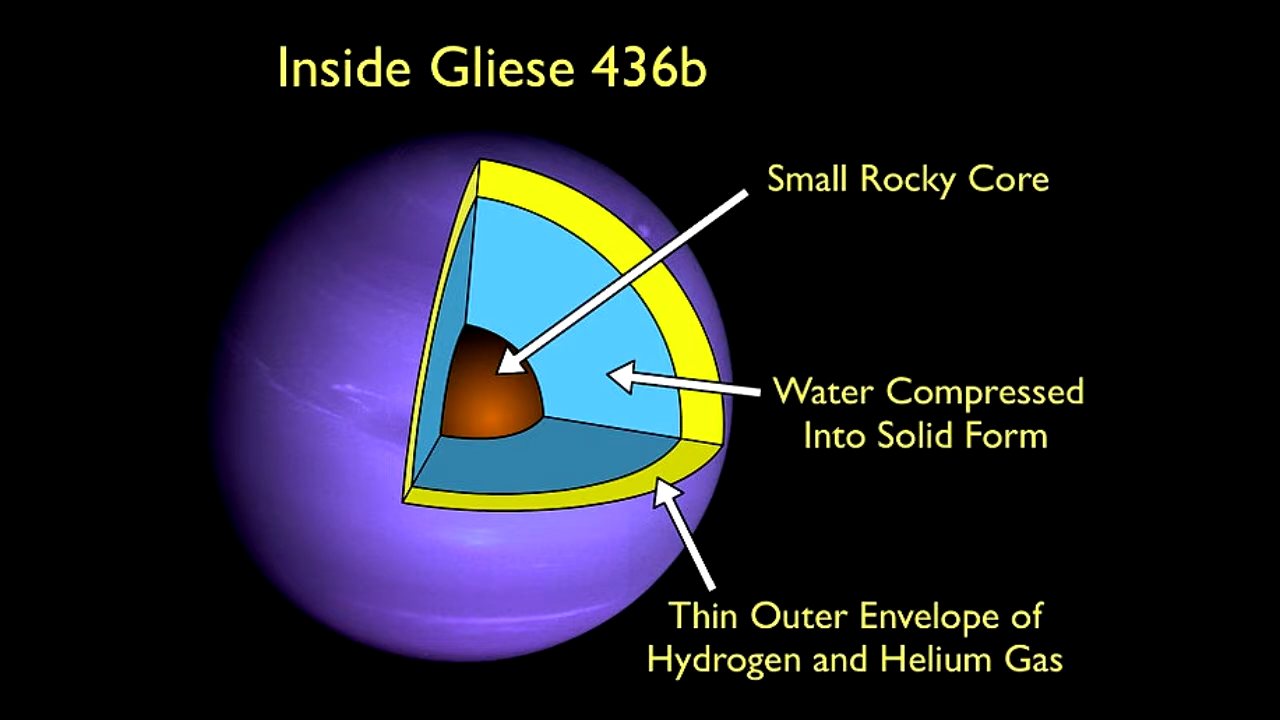 Inside Gliese 436b
Small Rocky Core
Water Compressed
Into Solid Form
Thin Outer Envelope of
Hydrogen and Helium Gas